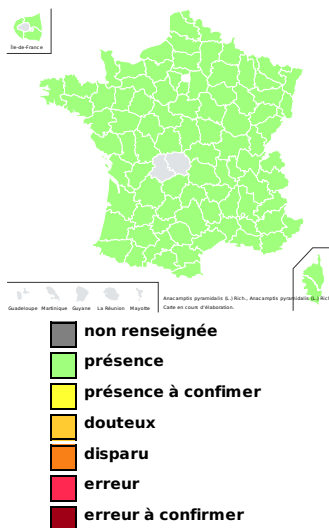 Île-de-France
Guadeloupe Martinique Guyane La Réunion Mayotte
Anacamptis pyramidalis (L.) Rich., Anacamptis pyramidalis (L.) Rich
Carte en cours d'élaboration.
non renseignée
présence
présence à confimer
douteux
disparu
erreur
erreur à confirmer